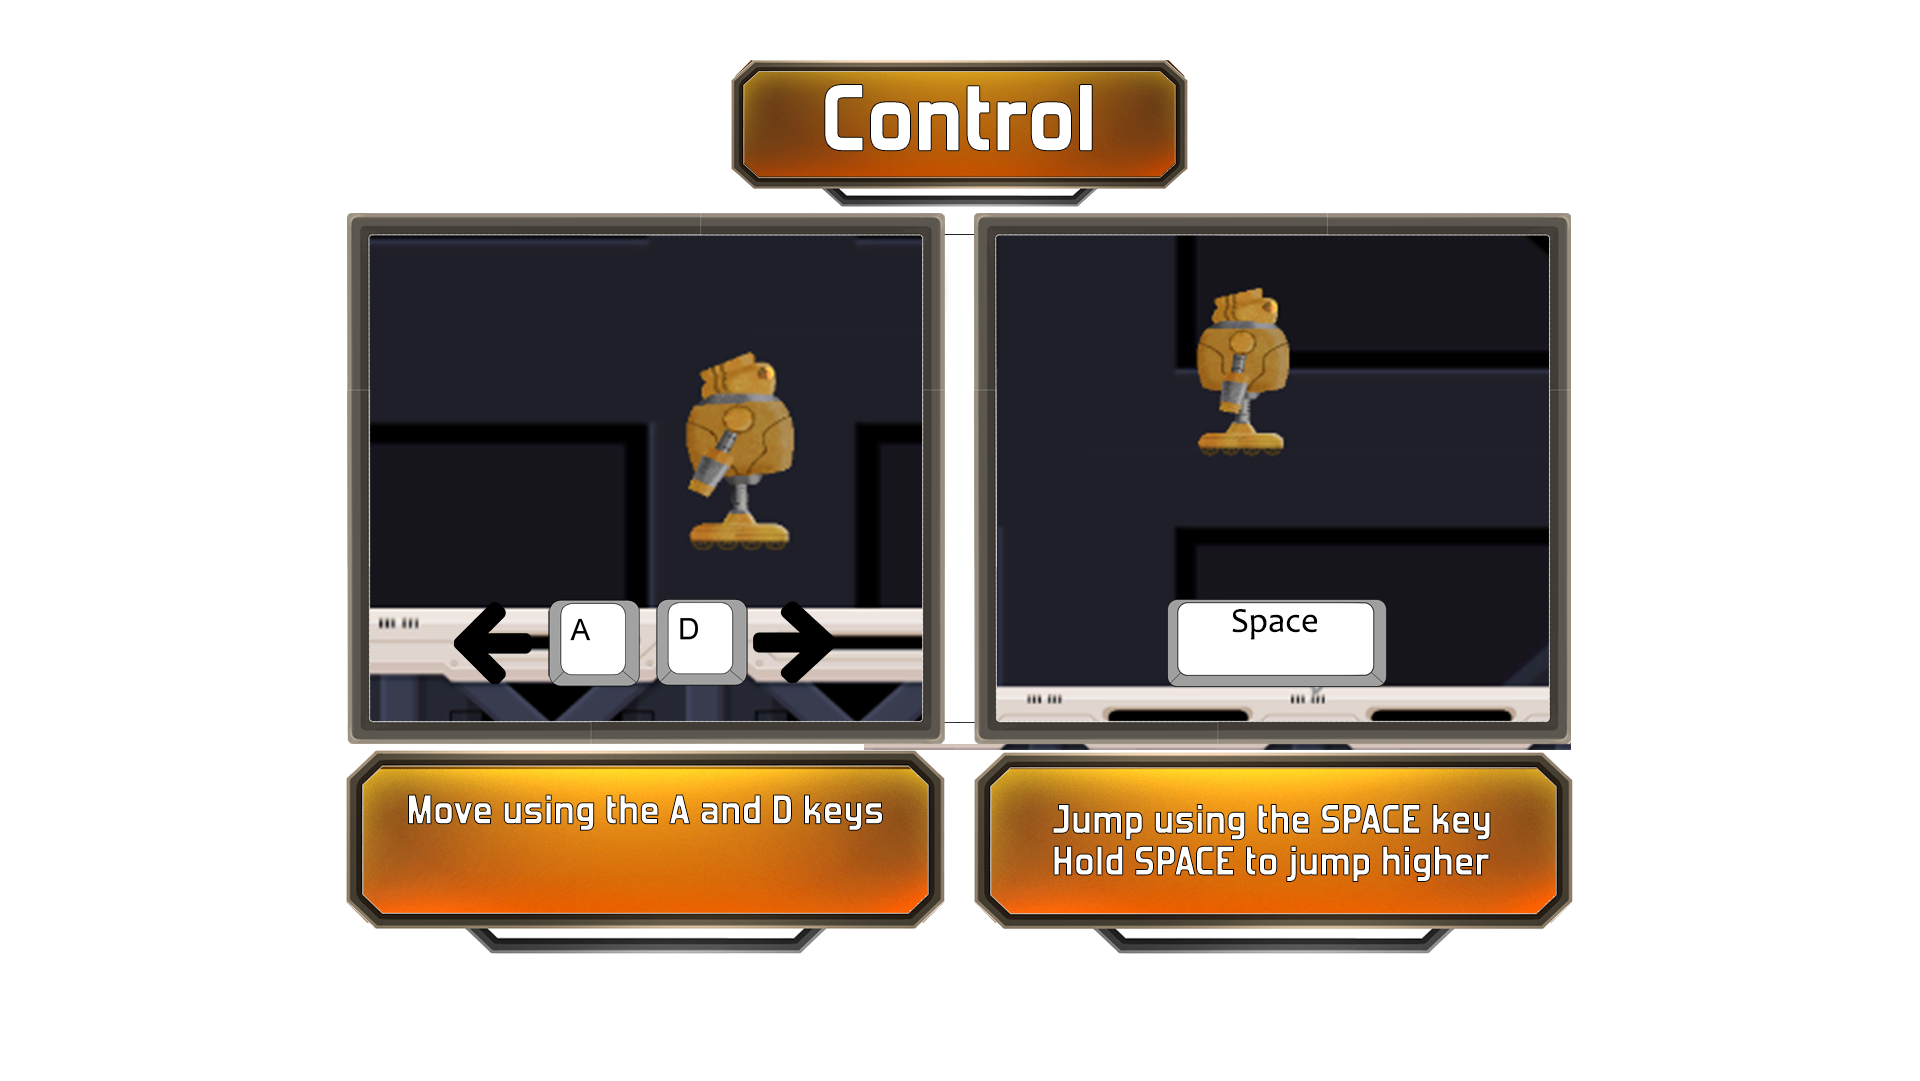 Control
A
D
Space
Move using the A and D keys
Jump using the SPACE key
Hold SPACE to jump higher